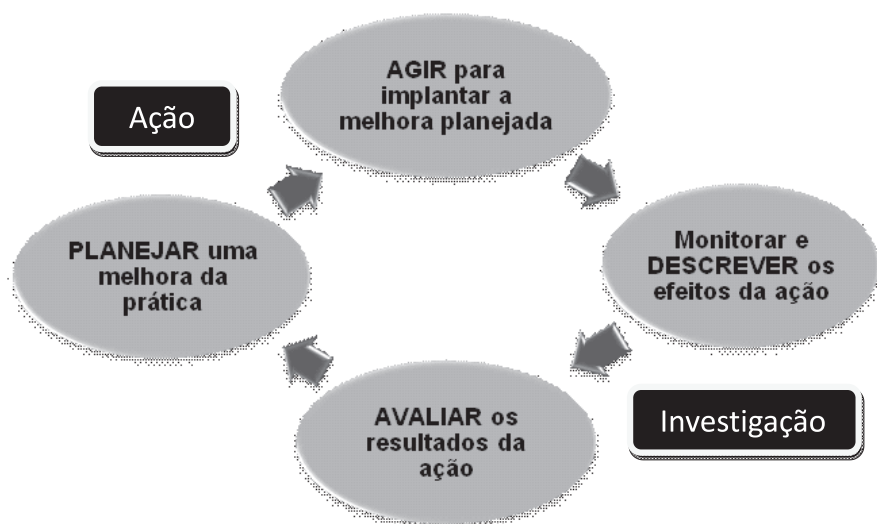 AGIR para
implantar a
melhora planejada
Ação
PLANEJAR uma
melhora da
prática
Monitorar e
DESCREVER os
efeitos da ação
AVALIAR os
resultados da
ação
Investigação